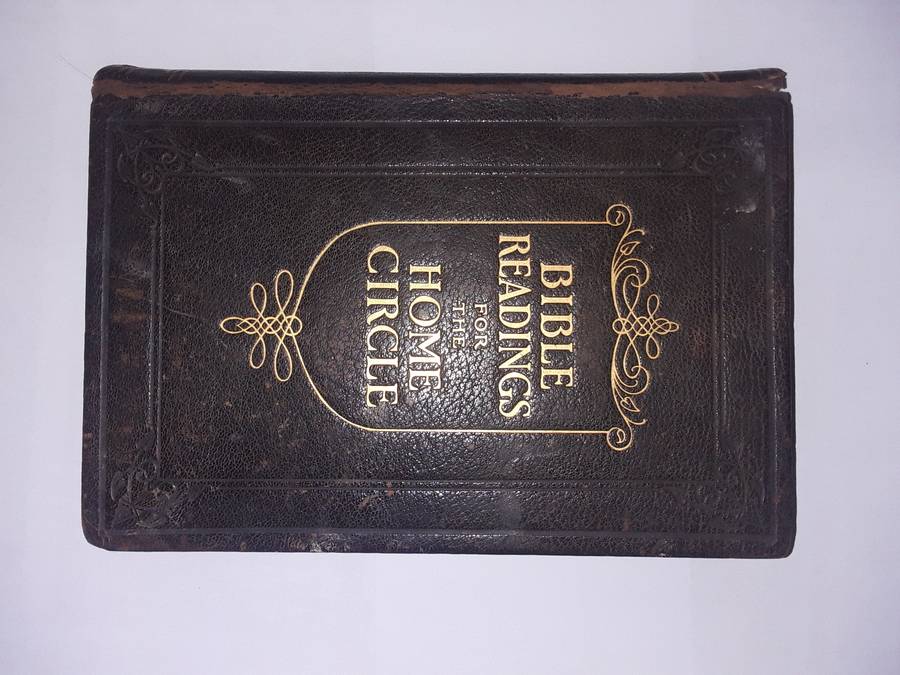 BIBLE
READINGS
FOR
THE
HOME
CIRCLE